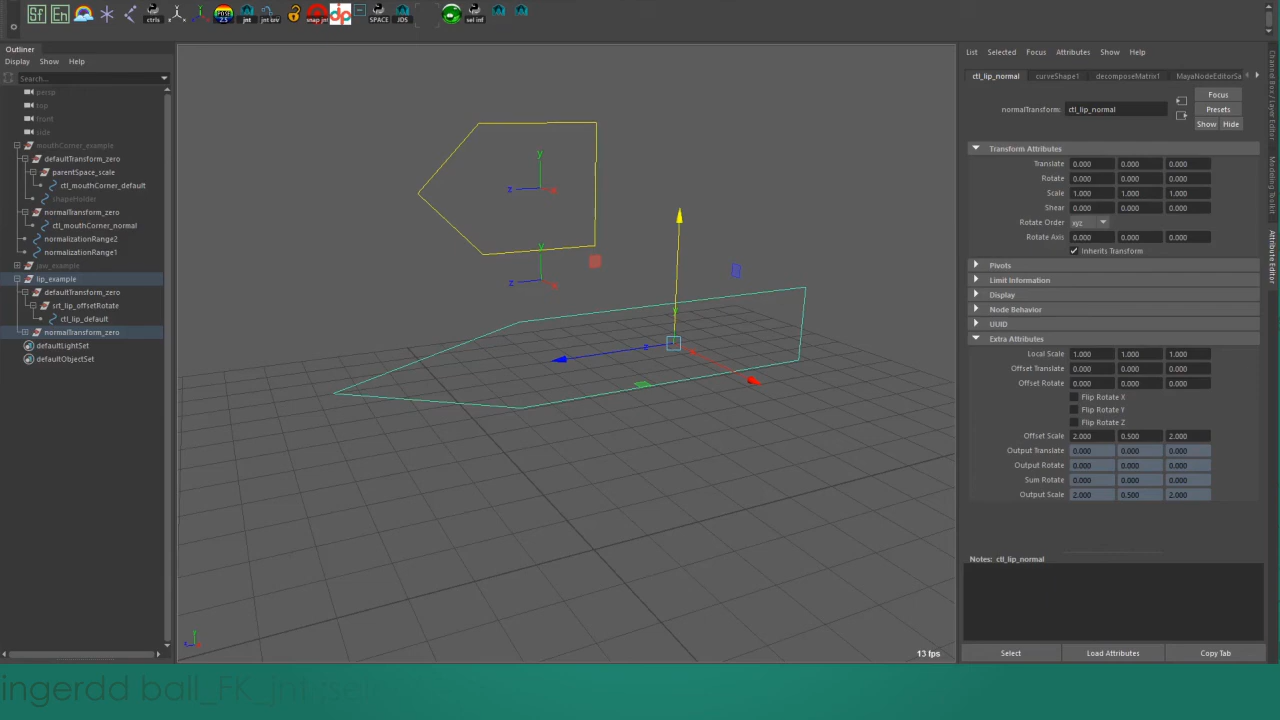 Sf En ctrls POSE 2.5 jnt jnt srv snap jnt dp SPACE JDS sel inf
Outliner
Display Show Help
Search...
persp
top
front
side
mouthCorner_example
defaultTransform_zero
parentSpace_scale
ctl_mouthCorner_default
shapeHolder
normalTransform_zero
ctl_mouthCorner_normal
normalizationRange2
normalizationRange1
jaw_example
lip_example
defaultTransform_zero
srt_lip_offsetRotate
ctl_lip_default
normalTransform_zero
defaultLightSet
defaultObjectSet
y
z
y
z
z
13 fps
List Selected Focus Attributes Show Help
ctl_lip_normal curveShape1 decomposeMatrix1 MayaNodeEditorSa
Focus
normalTransform: ctl_lip_normal Presets
Show Hide
Transform Attributes
Translate 0.000 0.000 0.000
Rotate 0.000 0.000 0.000
Scale 1.000 1.000 1.000
Shear 0.000 0.000 0.000
Rotate Order xyz
Rotate Axis 0.000 0.000 0.000
Inherits Transform
Pivots
Limit Information
Display
Node Behavior
UUID
Extra Attributes
Local Scale 1.000 1.000 1.000
Offset Translate 0.000 0.000 0.000
Offset Rotate 0.000 0.000 0.000
Flip Rotate X
Flip Rotate Y
Flip Rotate Z
Offset Scale 2.000 0.500 2.000
Output Translate 0.000 0.000 0.000
Output Rotate 0.000 0.000 0.000
Sum Rotate 0.000 0.000 0.000
Output Scale 2.000 0.500 2.000
Notes: ctl_lip_normal
Select Load Attributes Copy Tab
Channel Box / Layer Editor
Modeling Toolkit
Attribute Editor
ingerdd ball_FK_jnt